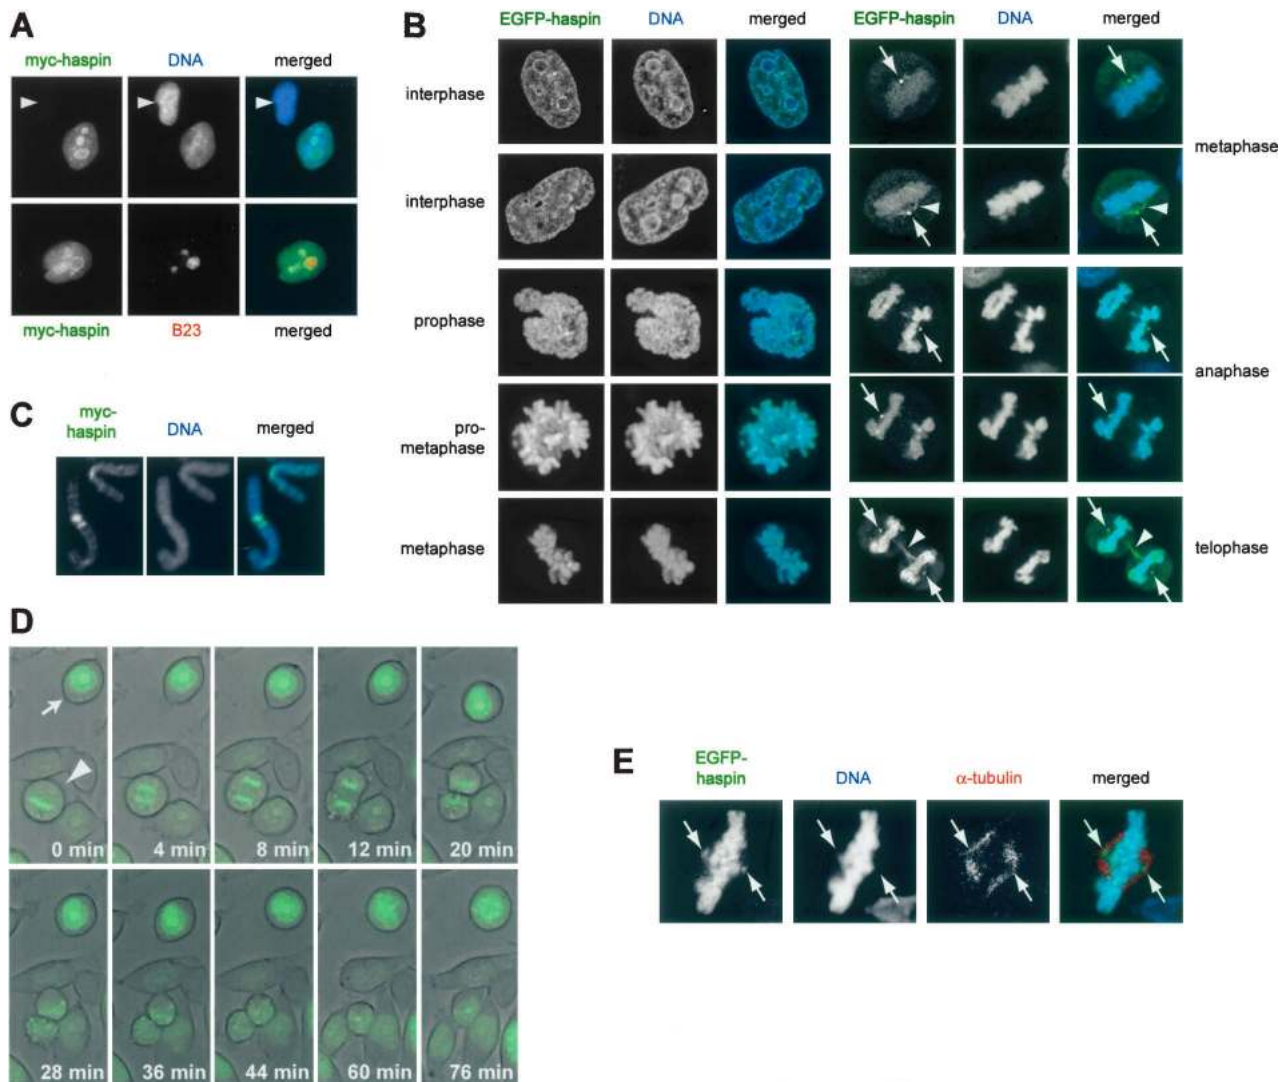 A
myc-haspin DNA merged
myc-haspin B23 merged
B
EGFP-haspin DNA merged
interphase
interphase
prophase
pro-
metaphase
metaphase
EGFP-haspin DNA merged
metaphase
anaphase
telophase
C
myc-
haspin DNA merged
D
0 min 4 min 8 min 12 min 20 min
28 min 36 min 44 min 60 min 76 min
E
EGFP-
haspin DNA α-tubulin merged